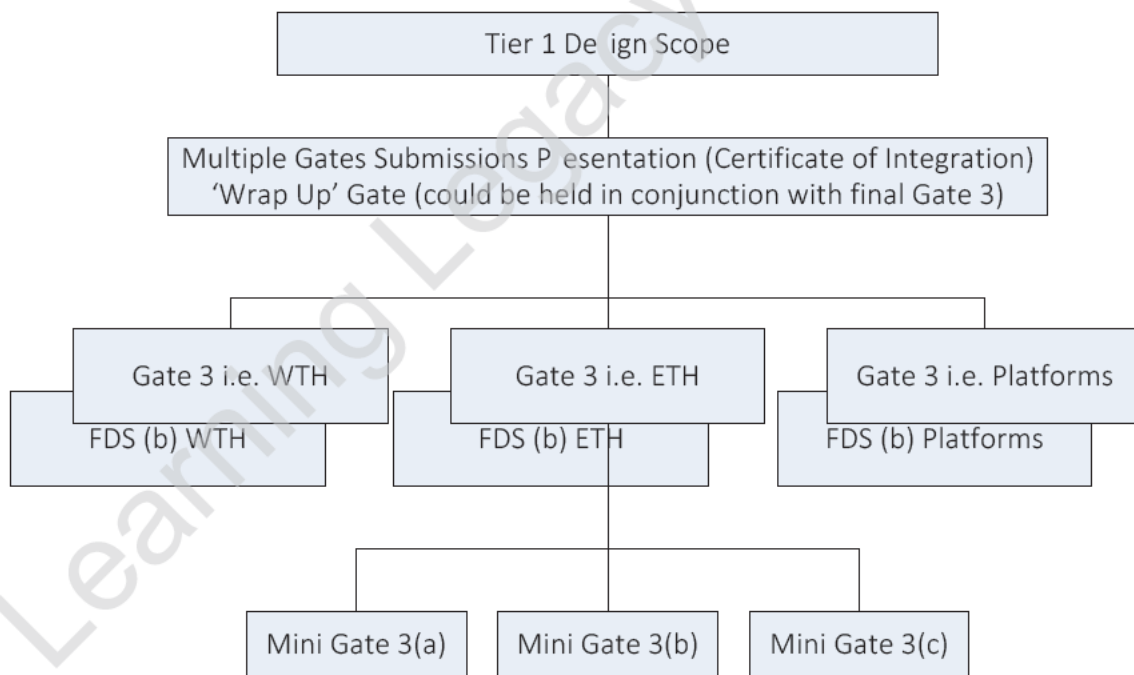 Tier 1 De ign Scope
Multiple Gates Submissions P esentation (Certificate of Integration)
‘Wrap Up’ Gate (could be held in conjunction with final Gate 3)
Gate 3 i.e. WTH
Gate 3 i.e. ETH
Gate 3 i.e. Platforms
FDS (b) WTH
FDS (b) ETH
FDS (b) Platforms
Mini Gate 3(a)
Mini Gate 3(b)
Mini Gate 3(c)
Learning Legacy